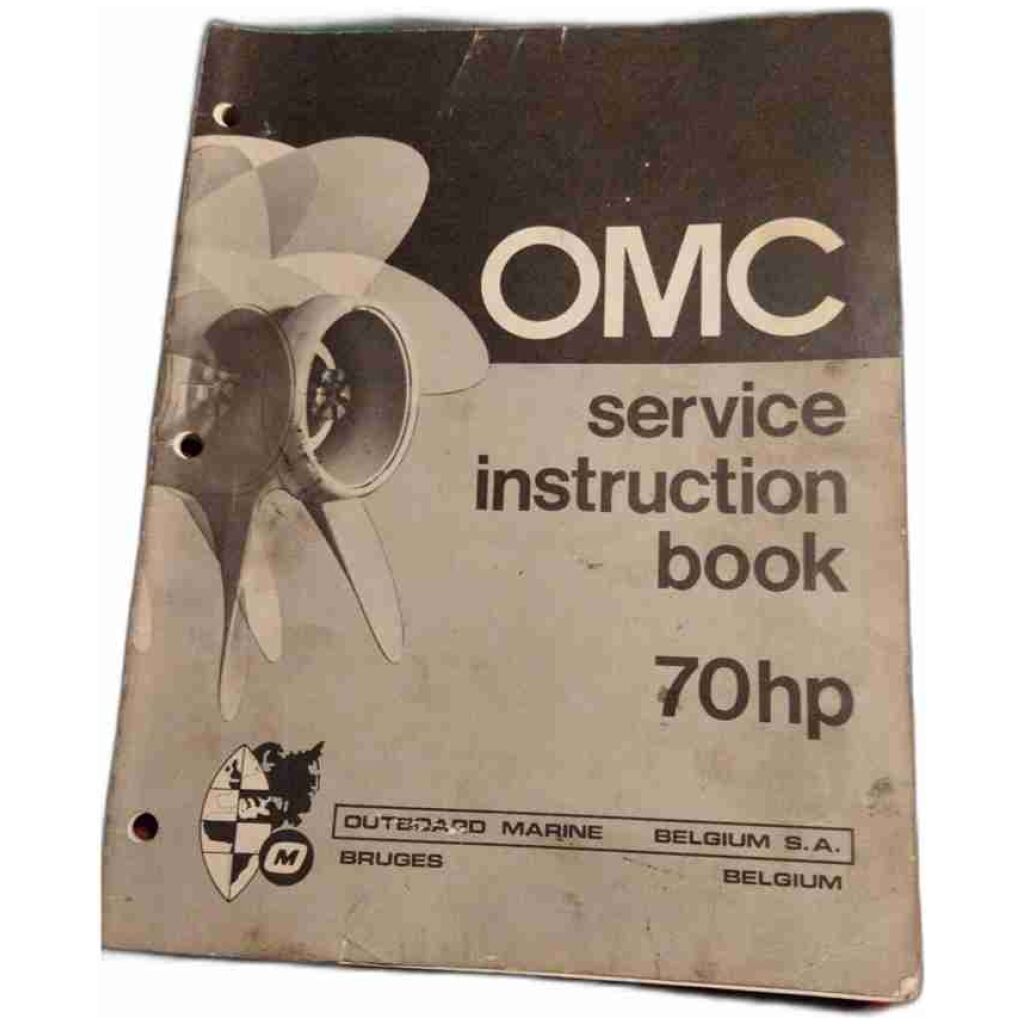 OMC
service
instruction
book
70hp
OUTBOARD MARINE BELGIUM S.A.
BRUGES BELGIUM
M